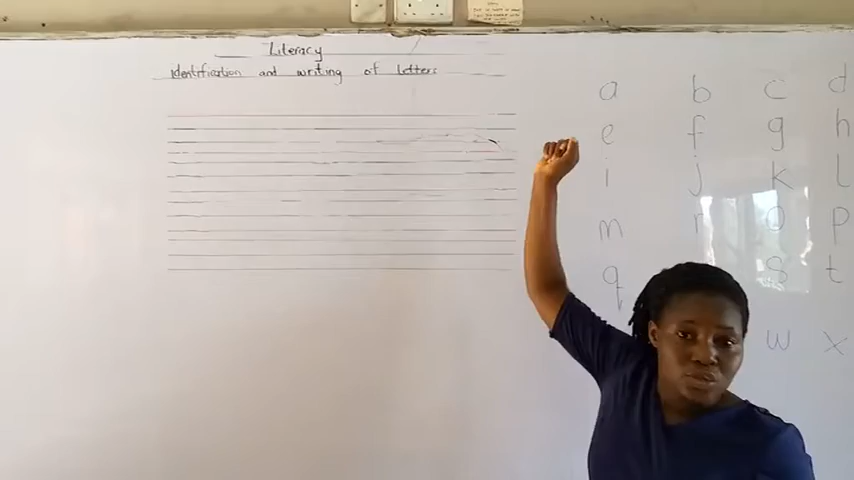 Literacy
identification and writing of letters
a b c d
e f g h
i j k l
m n o p
q s t
w x